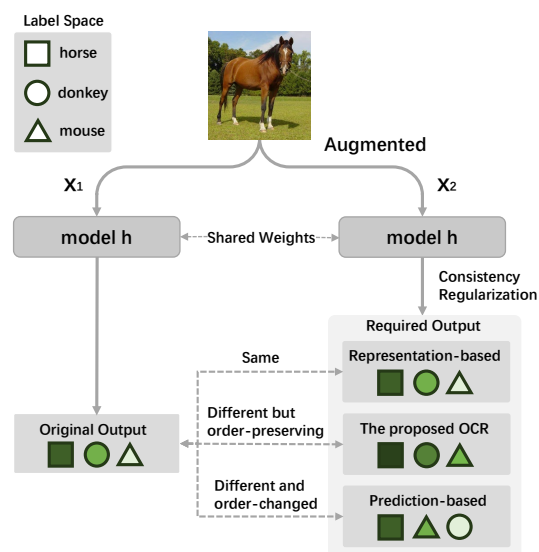 Label Space
horse
donkey
mouse
Augmented
X1
X2
model h
Shared Weights
model h
Consistency
Regularization
Required Output
Representation-based
Same
Different but
order-preserving
The proposed OCR
Original Output
Different and
order-changed
Prediction-based